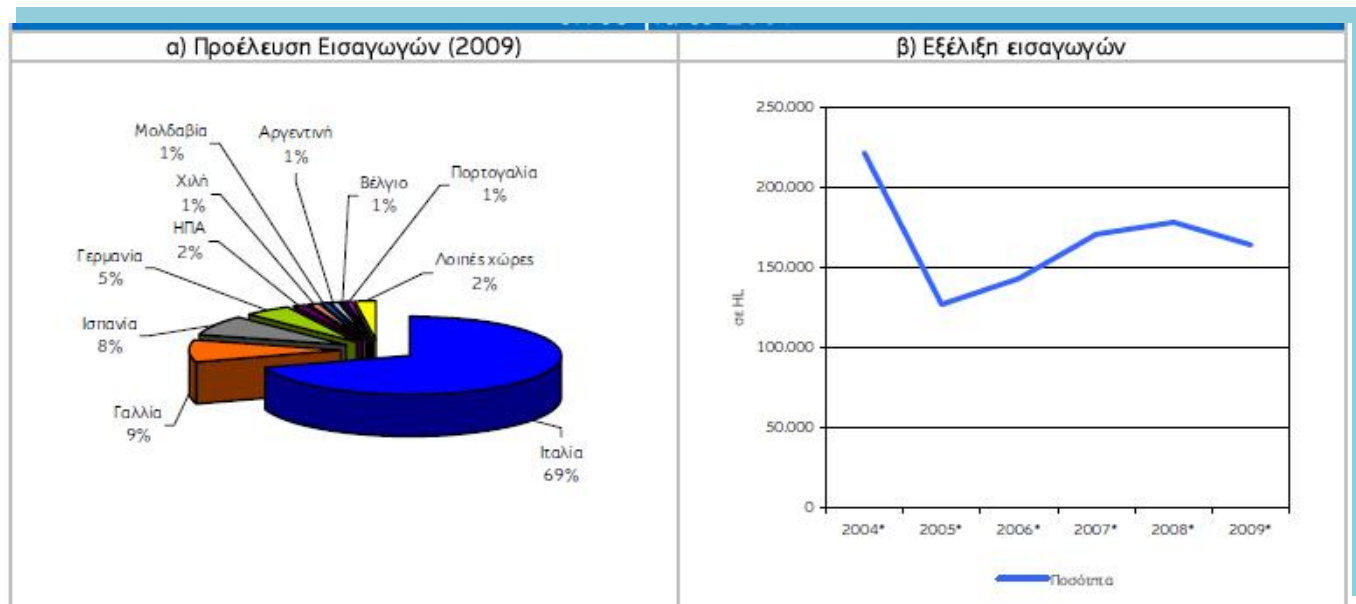 α) Προέλευση Εισαγωγών (2009)
β) Εξέλιξη εισαγωγών
Μολδαβία
1%
Αργεντινή
1%
Χιλή
1%
Βέλγιο
1%
Πορτογαλία
1%
ΗΠΑ
2%
Γερμανία
5%
Λοιπές χώρες
2%
Ισπανία
8%
Γαλλία
9%
Ιταλία
69%
250.000
200.000
150.000
100.000
50.000
0
σε HL
2004* 2005* 2006* 2007* 2008* 2009*
Ποσότητα